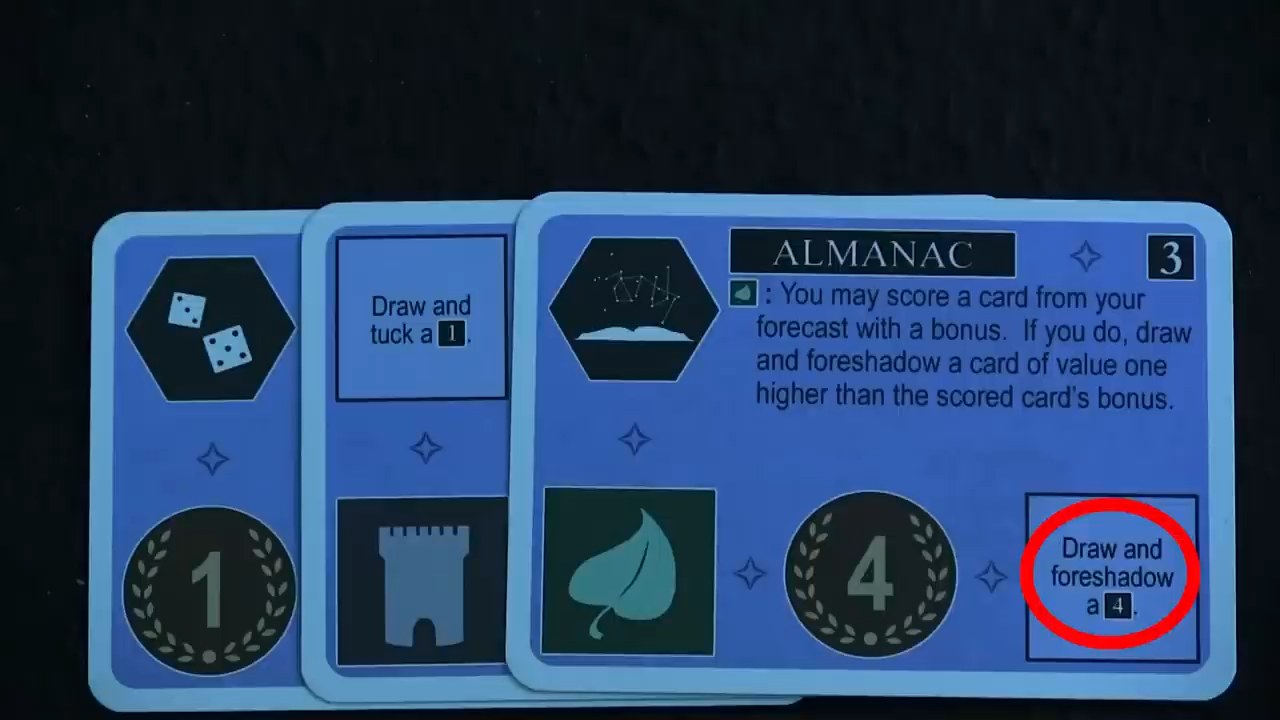 Draw and
tuck a 1.
1
ALMANAC
3
: You may score a card from your
forecast with a bonus. If you do, draw
and foreshadow a card of value one
higher than the scored card's bonus.
4
Draw and
foreshadow
a 4.